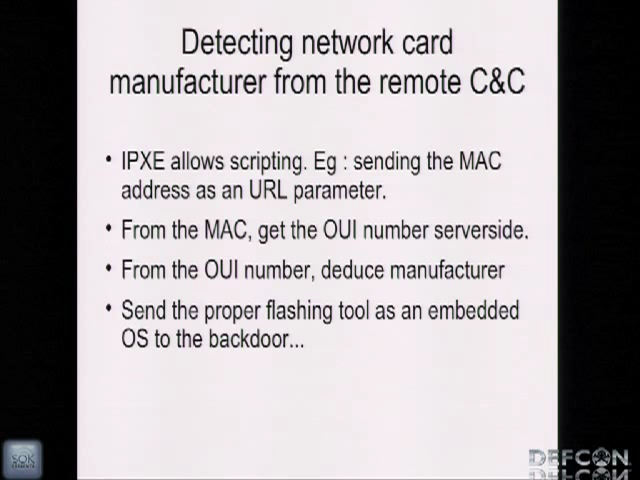 Detecting network card
manufacturer from the remote C&C
• IPXE allows scripting. Eg : sending the MAC
address as an URL parameter.
• From the MAC, get the OUI number serverside.
• From the OUI number, deduce manufacturer
• Send the proper flashing tool as an embedded
OS to the backdoor...
SOK
DEFCON